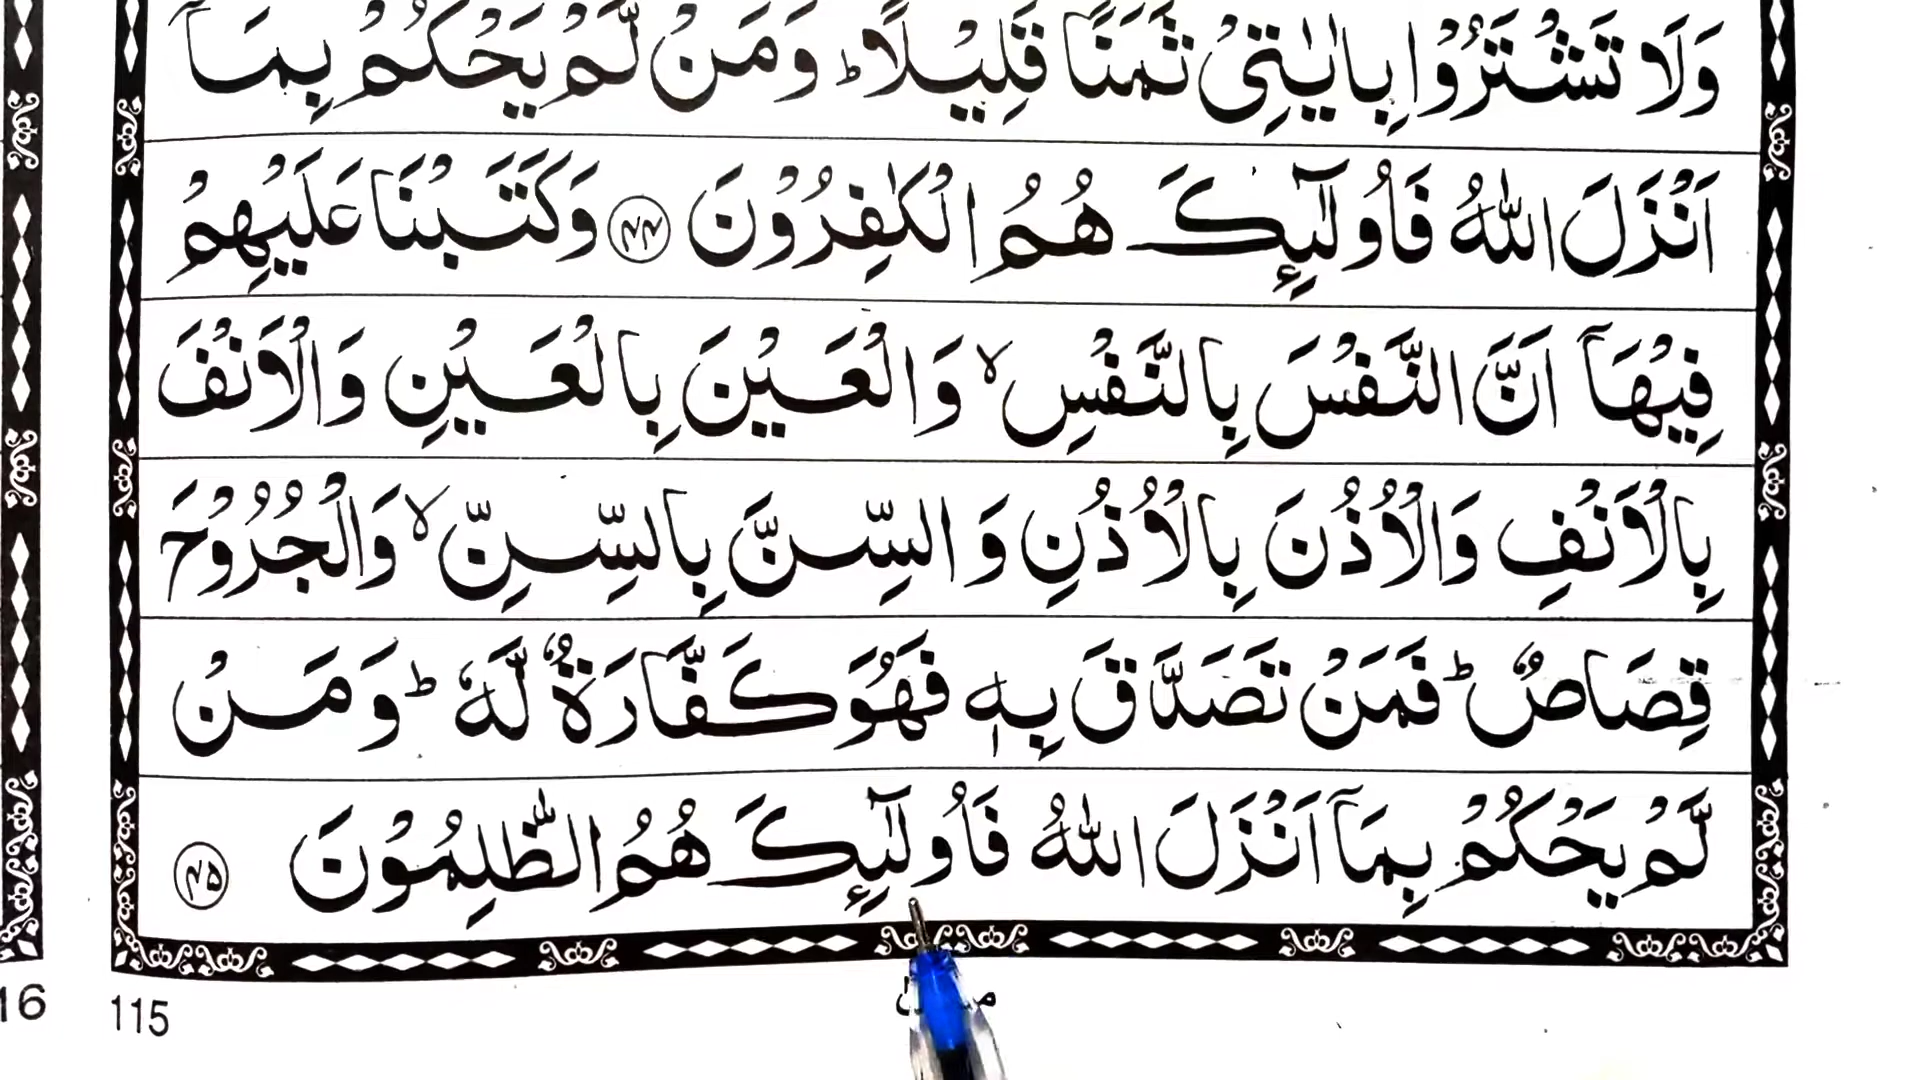 وَلَا تَشْتَرُوْا بِاٰيٰتِىْ ثَمَنًا قَلِيْلًا ؕ وَمَنْ لَّمْ يَحْكُمْ بِمَاۤ
اَنْزَلَ اللّٰهُ فَاُولٰٓئِكَ هُمُ الْكٰفِرُوْنَ ﴿۴۴﴾ وَكَتَبْنَا عَلَيْهِمْ
فِيْهَاۤ اَنَّ النَّفْسَ بِالنَّفْسِ ۙ وَالْعَيْنَ بِالْعَيْنِ وَالْاَنْفَ
بِالْاَنْفِ وَالْاُذُنَ بِالْاُذُنِ وَالسِّنَّ بِالسِّنِّ ۙ وَالْجُرُوْحَ
قِصَاصٌ ؕ فَمَنْ تَصَدَّقَ بِهٖ فَهُوَ كَفَّارَةٌ لَّهٗ ؕ وَمَنْ
لَّمْ يَحْكُمْ بِمَاۤ اَنْزَلَ اللّٰهُ فَاُولٰٓئِكَ هُمُ الظّٰلِمُوْنَ ﴿۴۵﴾
16
115